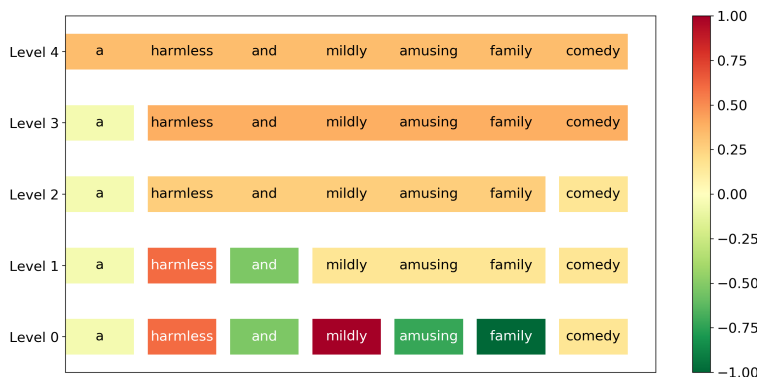 Level 4 a harmless and mildly amusing family comedy
Level 3 a harmless and mildly amusing family comedy
Level 2 a harmless and mildly amusing family comedy
Level 1 a harmless and mildly amusing family comedy
Level 0 a harmless and mildly amusing family comedy
1.00
0.75
0.50
0.25
0.00
−0.25
−0.50
−0.75
−1.00